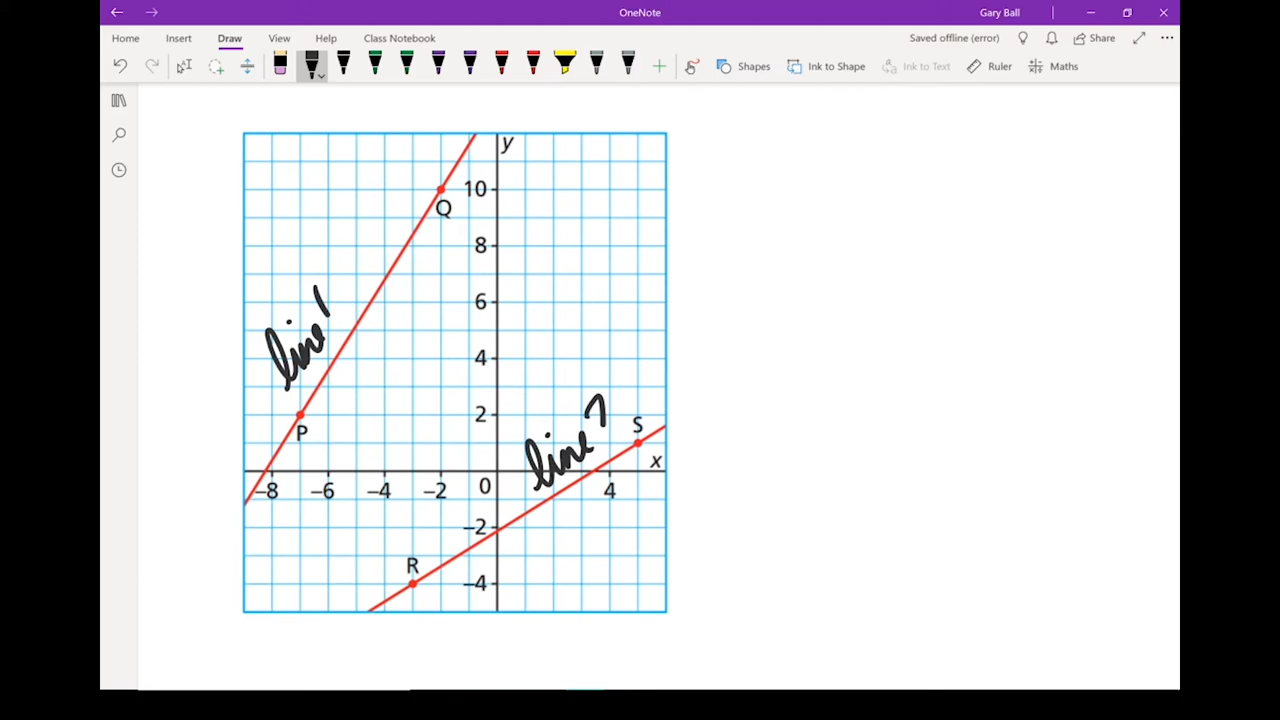 OneNote
Gary Ball
Home Insert Draw View Help Class Notebook
Saved offline (error) Share
Shapes Ink to Shape Ink to Text Ruler Maths
y
10
Q
8
6
line 1
4
2
P
line 2
S
x
–8 –6 –4 –2 0 4
–2
R
–4